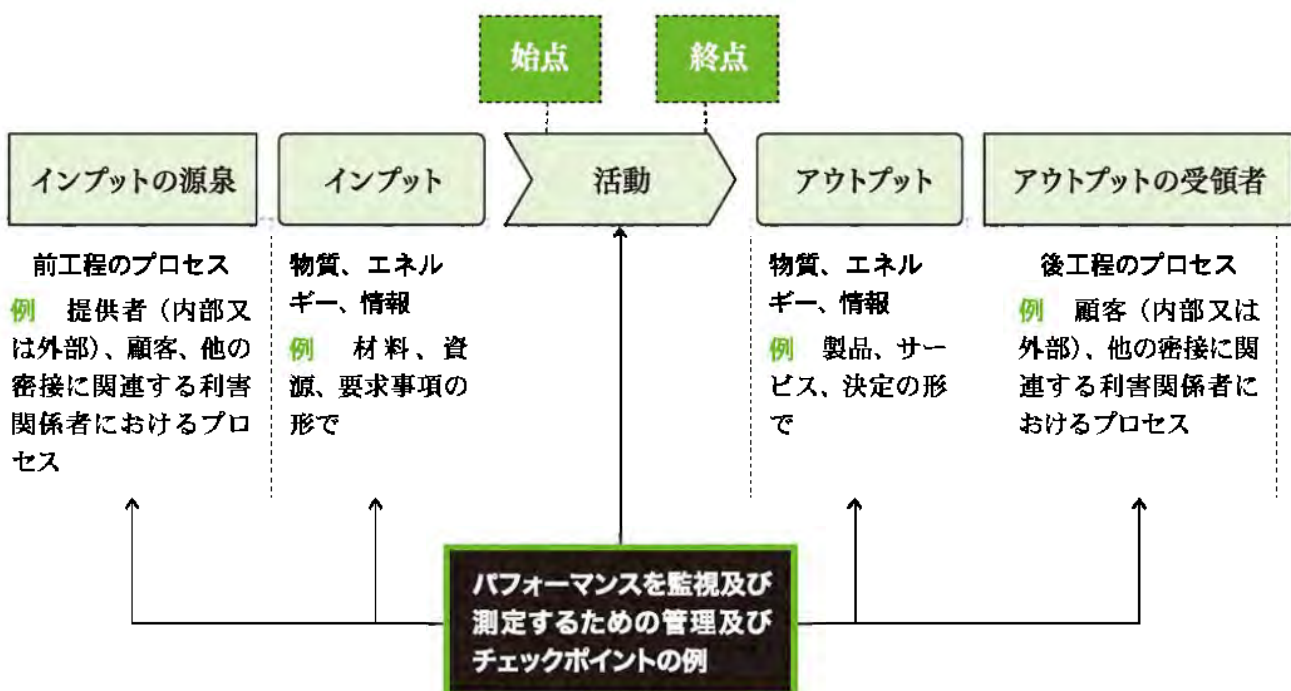 始点
終点
インプットの源泉
インプット
活動
アウトプット
アウトプットの受領者
前工程のプロセス
例 提供者（内部又
は外部）、顧客、他の
密接に関連する利害
関係者におけるプロ
セス
物質、エネル
ギー、情報
例 材料、資
源、要求事項の
形で
物質、エネル
ギー、情報
例 製品、サー
ビス、決定の形
で
後工程のプロセス
例 顧客（内部又は
外部）、他の密接に関
連する利害関係者に
おけるプロセス
パフォーマンスを監視及び
測定するための管理及び
チェックポイントの例